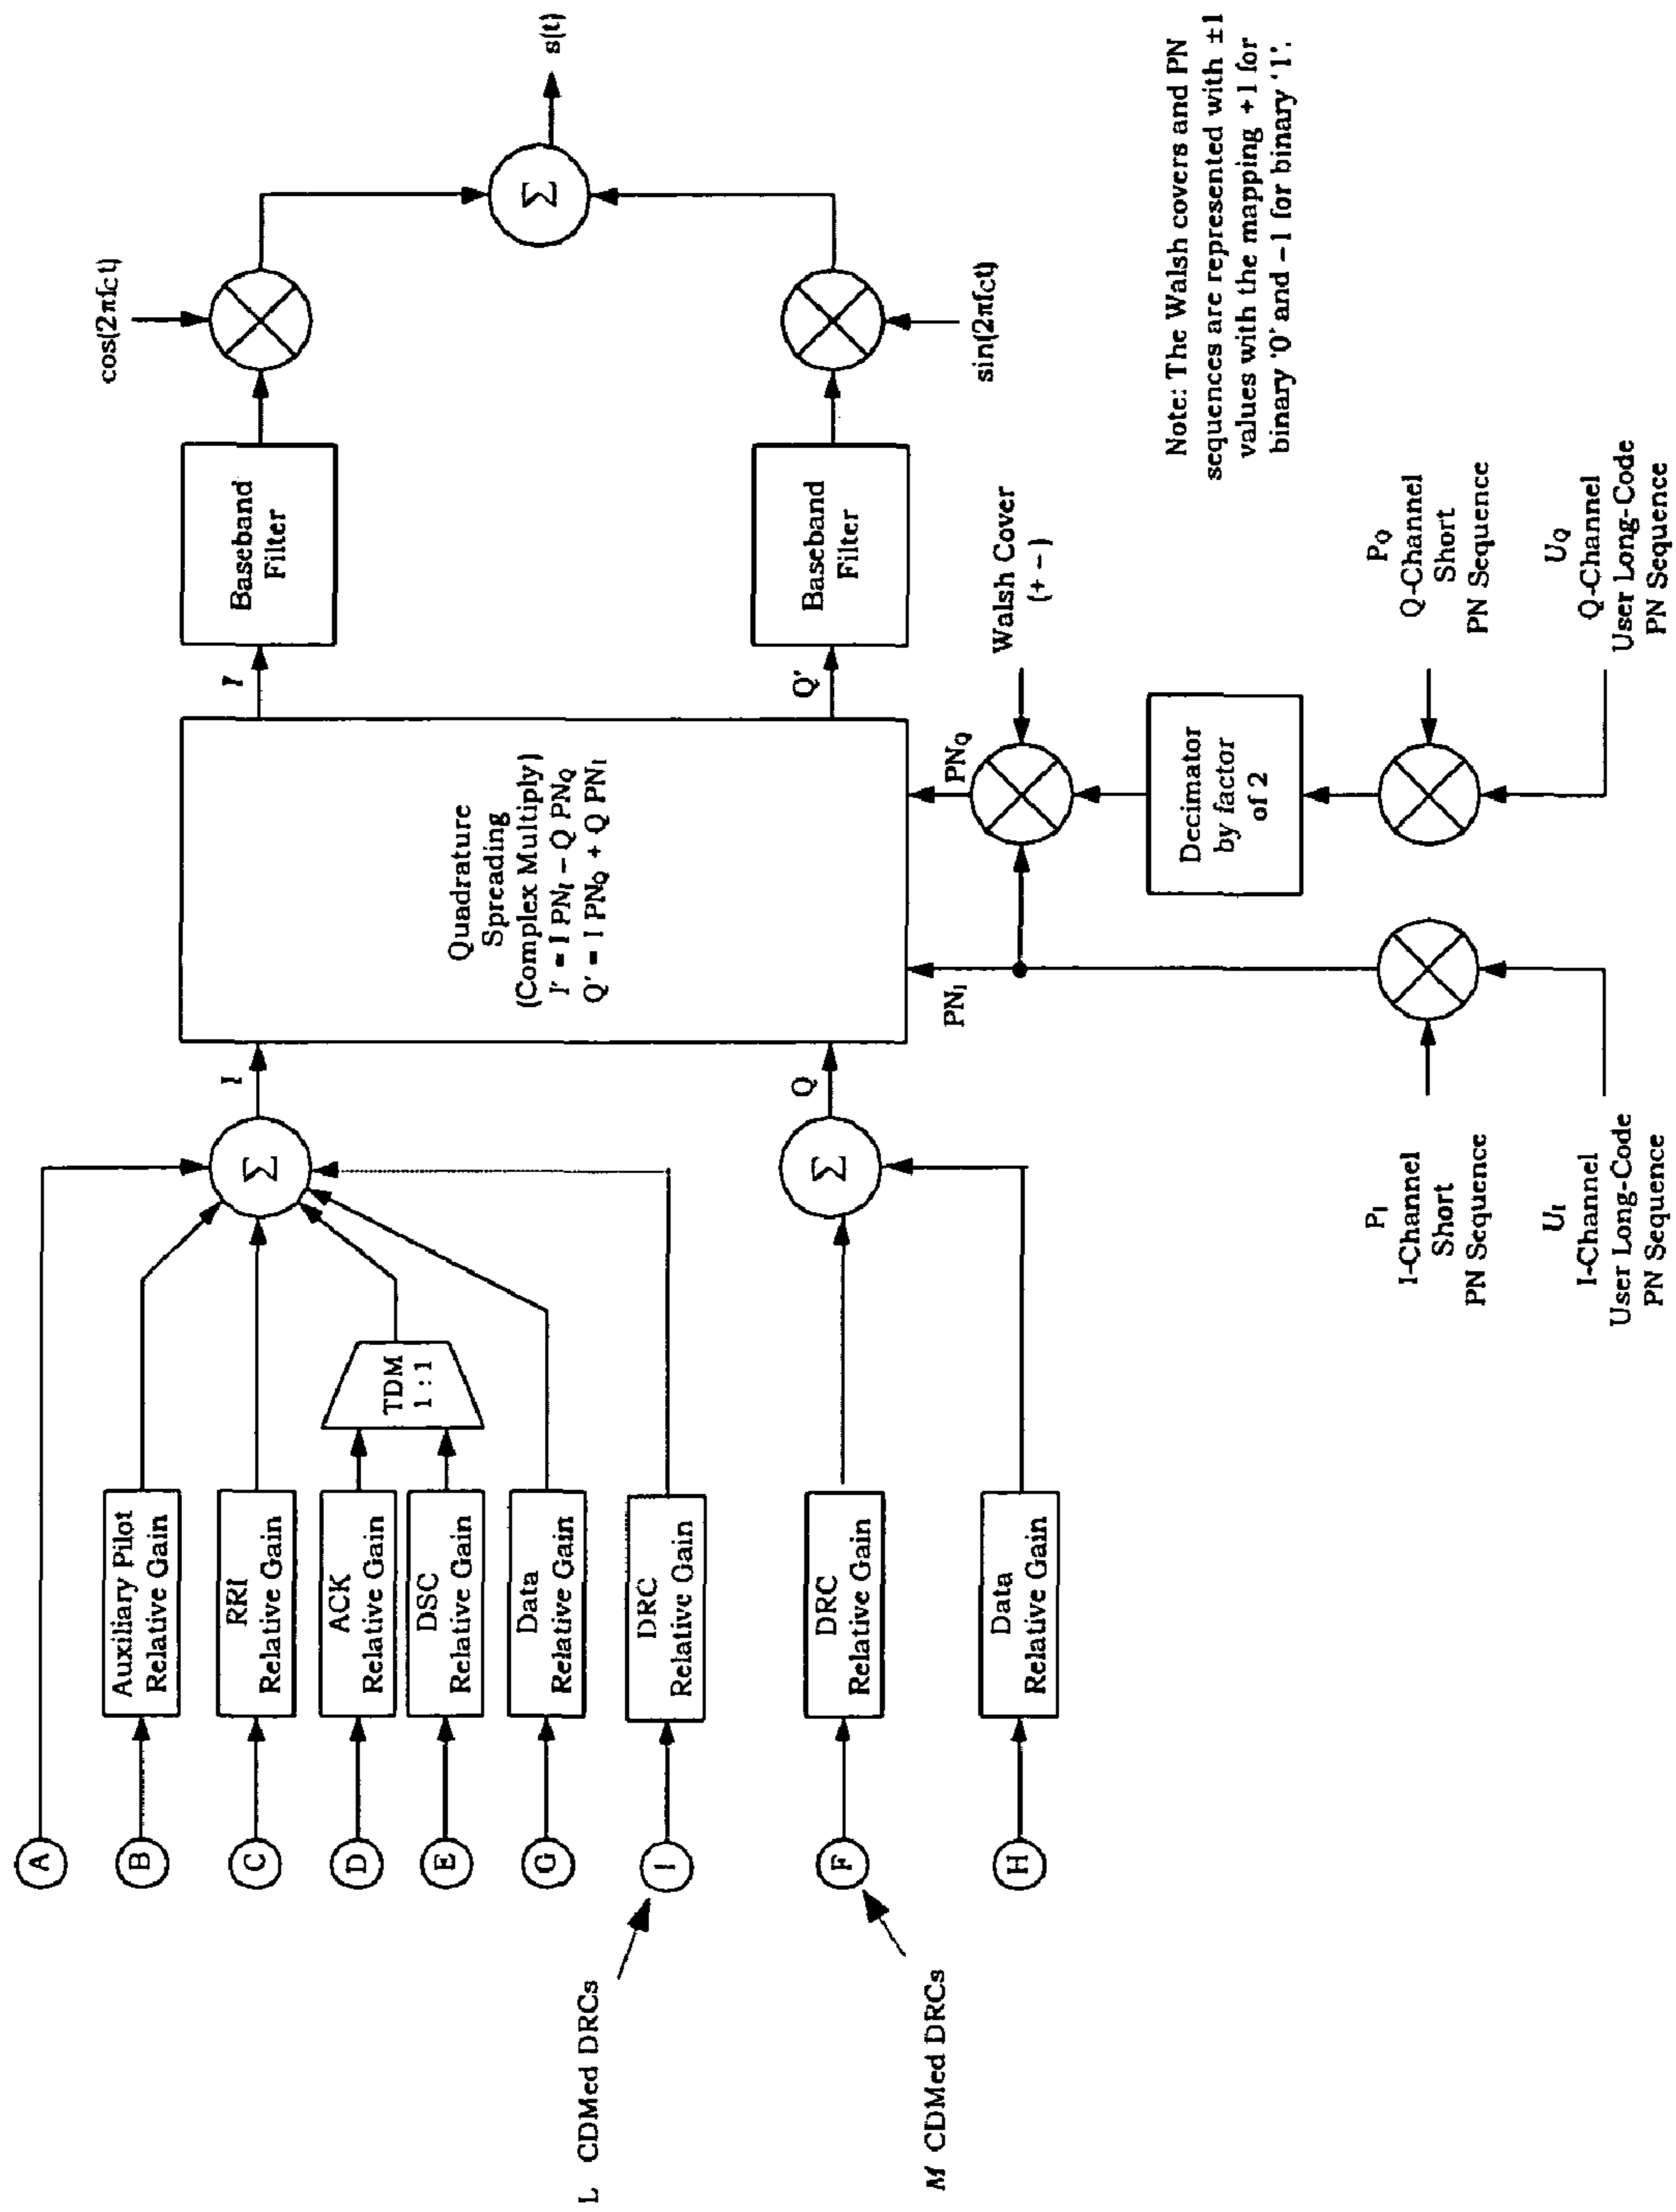 cos(2πfct)
s(t)
Σ
Baseband
Filter
sin(2πfct)
Baseband
Filter
I'
Q'
Note: The Walsh covers and PN
sequences are represented with ±1
values with the mapping +1 for
binary '0' and −1 for binary '1'.
Quadrature
Spreading
(Complex Multiply)
I' = I PNI − Q PNQ
Q' = I PNQ + Q PNI
PNQ
Walsh Cover
(+ −)
Decimator
by factor
of 2
PQ
Q-Channel
Short
PN Sequence
UQ
Q-Channel
User Long-Code
PN Sequence
PNI
PI
I-Channel
Short
PN Sequence
UI
I-Channel
User Long-Code
PN Sequence
I
Σ
Q
Σ
TDM
1 : 1
A
B
Auxiliary Pilot
Relative Gain
C
RRI
Relative Gain
D
ACK
Relative Gain
E
DSC
Relative Gain
G
Data
Relative Gain
I
DRC
Relative Gain
F
DRC
Relative Gain
H
Data
Relative Gain
L CDMed DRCs
M CDMed DRCs